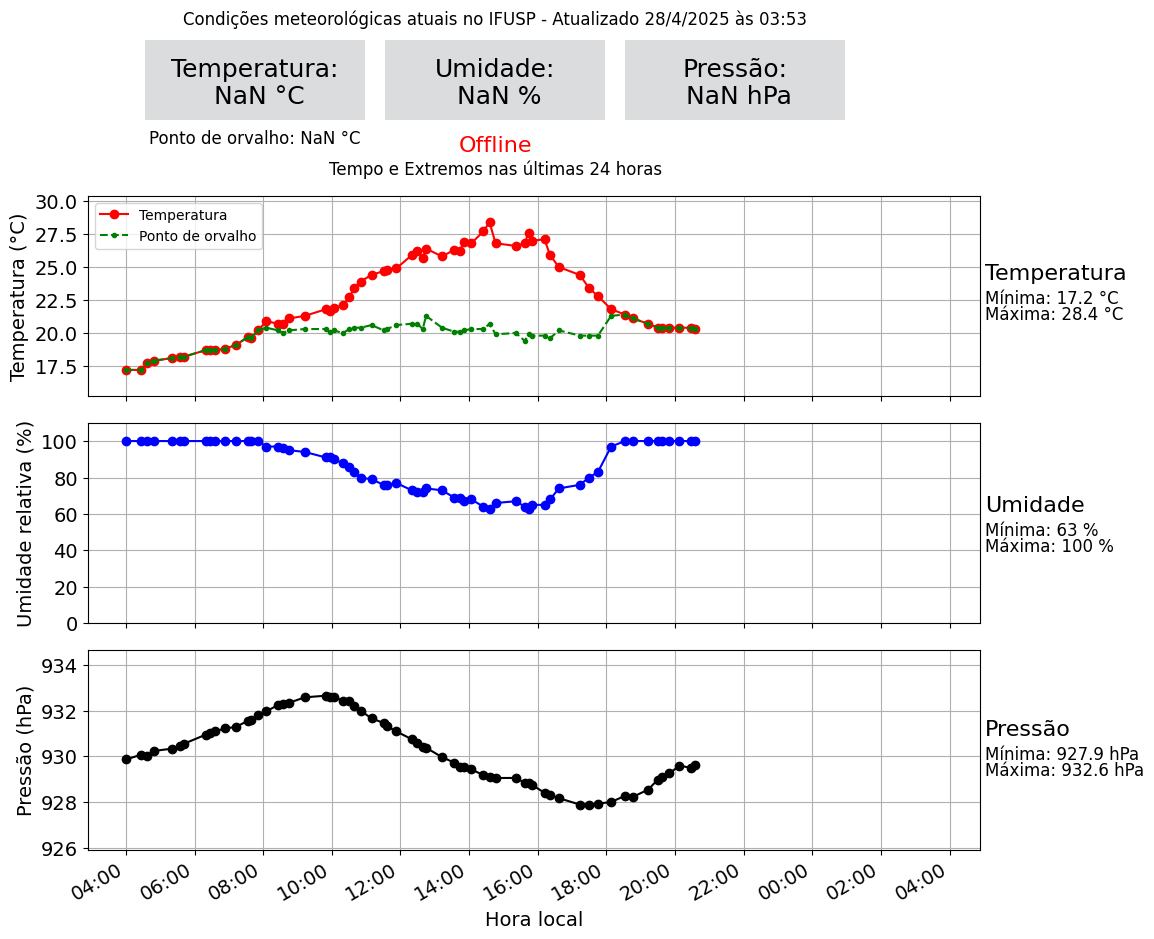 Condições meteorológicas atuais no IFUSP - Atualizado 28/4/2025 às 03:53
Temperatura:
NaN °C
Umidade:
NaN %
Pressão:
NaN hPa
Ponto de orvalho: NaN °C
Offline
Tempo e Extremos nas últimas 24 horas
Temperatura (°C)
30.0
27.5
25.0
22.5
20.0
17.5
Temperatura
Ponto de orvalho
Temperatura
Mínima: 17.2 °C
Máxima: 28.4 °C
Umidade relativa (%)
100
80
60
40
20
0
Umidade
Mínima: 63 %
Máxima: 100 %
Pressão (hPa)
934
932
930
928
926
Pressão
Mínima: 927.9 hPa
Máxima: 932.6 hPa
04:00
06:00
08:00
10:00
12:00
14:00
16:00
18:00
20:00
22:00
00:00
02:00
04:00
Hora local